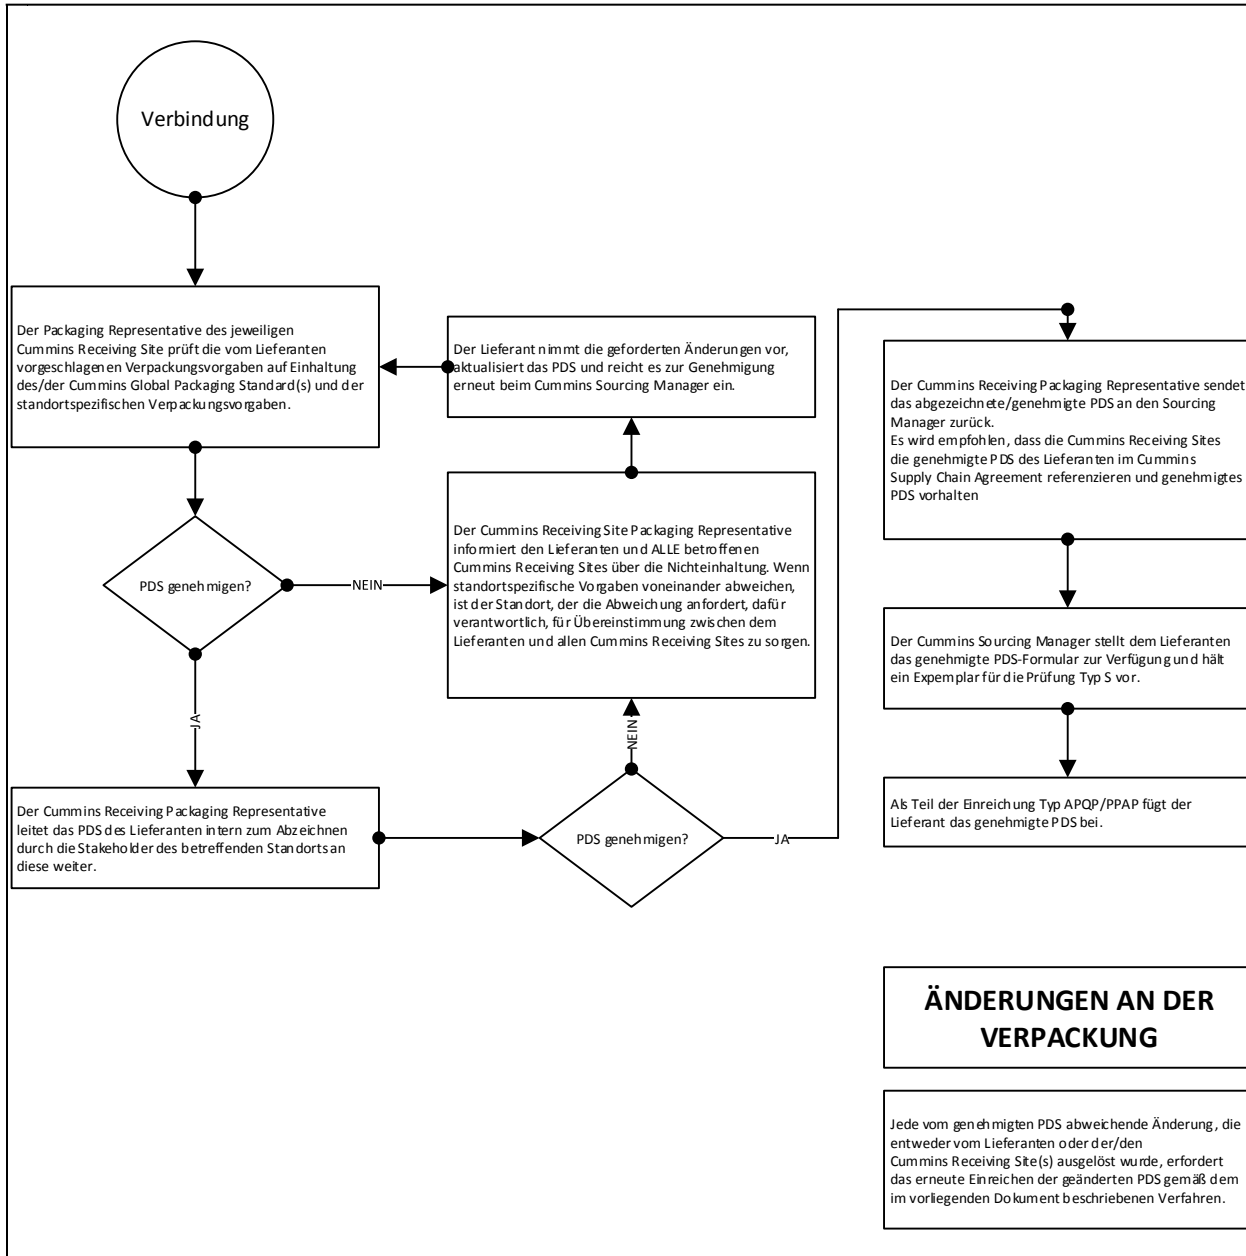 Verbindung
Der Packaging Representative des jeweiligen
Cummins Receiving Site prüft die vom Lieferanten
vorgeschlagenen Verpackungsvorgaben auf Einhaltung
des/der Cummins Global Packaging Standard(s) und der
standortspezifischen Verpackungsvorgaben.
PDS genehmigen?
NEIN
JA
Der Cummins Receiving Packaging Representative
leitet das PDS des Lieferanten intern zum Abzeichnen
durch die Stakeholder des betreffenden Standorts an
diese weiter.
Der Lieferant nimmt die geforderten Änderungen vor,
aktualisiert das PDS und reicht es zur Genehmigung
erneut beim Cummins Sourcing Manager ein.
Der Cummins Receiving Site Packaging Representative
informiert den Lieferanten und ALLE betroffenen
Cummins Receiving Sites über die Nichteinhaltung. Wenn
standortspezifische Vorgaben voneinander abweichen,
ist der Standort, der die Abweichung anfordert, dafür
verantwortlich, für Übereinstimmung zwischen dem
Lieferanten und allen Cummins Receiving Sites zu sorgen.
NEIN
PDS genehmigen?
JA
Der Cummins Receiving Packaging Representative sendet
das abgezeichnete/genehmigte PDS an den Sourcing
Manager zurück.
Es wird empfohlen, dass die Cummins Receiving Sites
die genehmigte PDS des Lieferanten im Cummins
Supply Chain Agreement referenzieren und genehmigtes
PDS vorhalten
Der Cummins Sourcing Manager stellt dem Lieferanten
das genehmigte PDS-Formular zur Verfügung und hält
ein Expemplar für die Prüfung Typ S vor.
Als Teil der Einreichung Typ APQP/PPAP fügt der
Lieferant das genehmigte PDS bei.
ÄNDERUNGEN AN DER
VERPACKUNG
Jede vom genehmigten PDS abweichende Änderung, die
entweder vom Lieferanten oder der/den
Cummins Receiving Site(s) ausgelöst wurde, erfordert
das erneute Einreichen der geänderten PDS gemäß dem
im vorliegenden Dokument beschriebenen Verfahren.